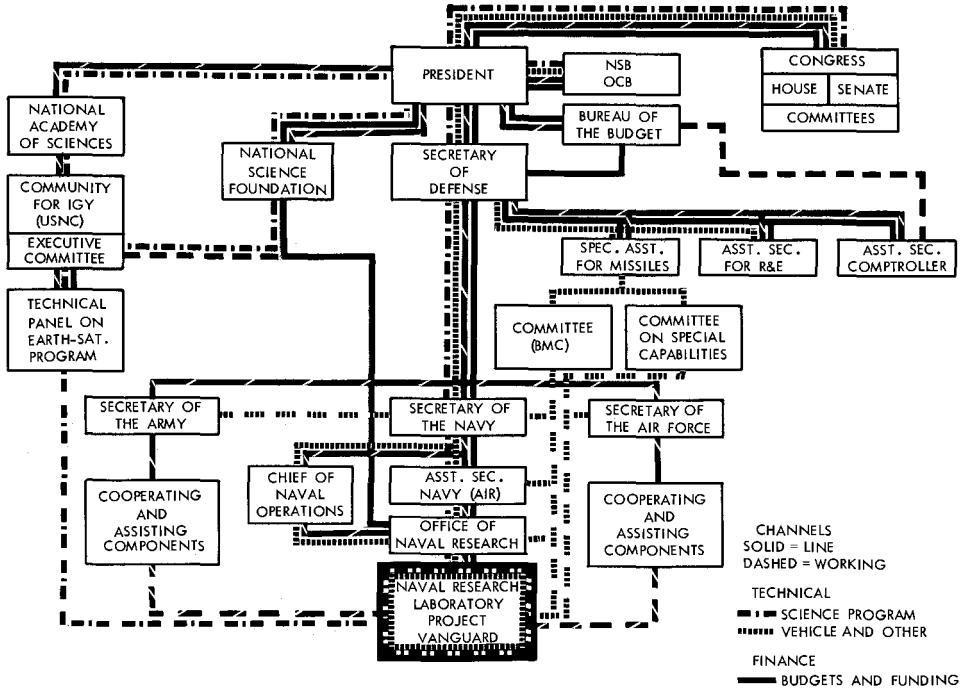 PRESIDENT
NSB
OCB
CONGRESS
HOUSE
SENATE
COMMITTEES
NATIONAL
ACADEMY
OF SCIENCES
BUREAU OF
THE BUDGET
NATIONAL
SCIENCE
FOUNDATION
SECRETARY
OF
DEFENSE
COMMUNITY
FOR IGY
(USNC)
EXECUTIVE
COMMITTEE
SPEC. ASST.
FOR MISSILES
ASST. SEC.
FOR R&E
ASST. SEC.
COMPTROLLER
TECHNICAL
PANEL ON
EARTH-SAT.
PROGRAM
COMMITTEE
(BMC)
COMMITTEE
ON SPECIAL
CAPABILITIES
SECRETARY OF
THE ARMY
SECRETARY OF
THE NAVY
SECRETARY OF
THE AIR FORCE
CHIEF OF
NAVAL
OPERATIONS
ASST. SEC.
NAVY (AIR)
COOPERATING
AND
ASSISTING
COMPONENTS
OFFICE OF
NAVAL RESEARCH
COOPERATING
AND
ASSISTING
COMPONENTS
NAVAL RESEARCH
LABORATORY
PROJECT
VANGUARD
CHANNELS
SOLID = LINE
DASHED = WORKING
TECHNICAL
SCIENCE PROGRAM
VEHICLE AND OTHER
FINANCE
BUDGETS AND FUNDING